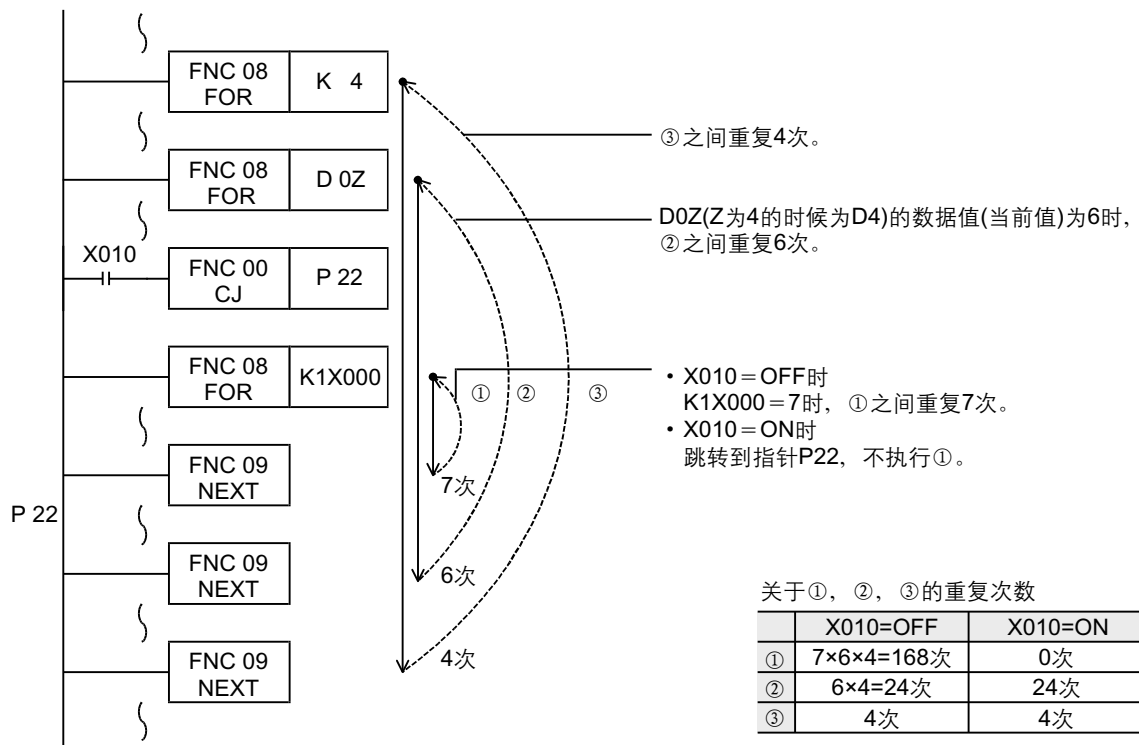 FNC 08
FOR
K 4
③之间重复4次。
FNC 08
FOR
D 0Z
D0Z(Z为4的时候为D4)的数据值(当前值)为6时,
②之间重复6次。
X010
FNC 00
CJ
P 22
FNC 08
FOR
K1X000
① ② ③
・X010＝OFF时
K1X000＝7时, ①之间重复7次。
・X010＝ON时
跳转到指针P22, 不执行①。
FNC 09
NEXT
7次
P 22
FNC 09
NEXT
6次
FNC 09
NEXT
4次
关于①, ②, ③的重复次数
X010=OFF X010=ON
① 7×6×4=168次 0次
② 6×4=24次 24次
③ 4次 4次